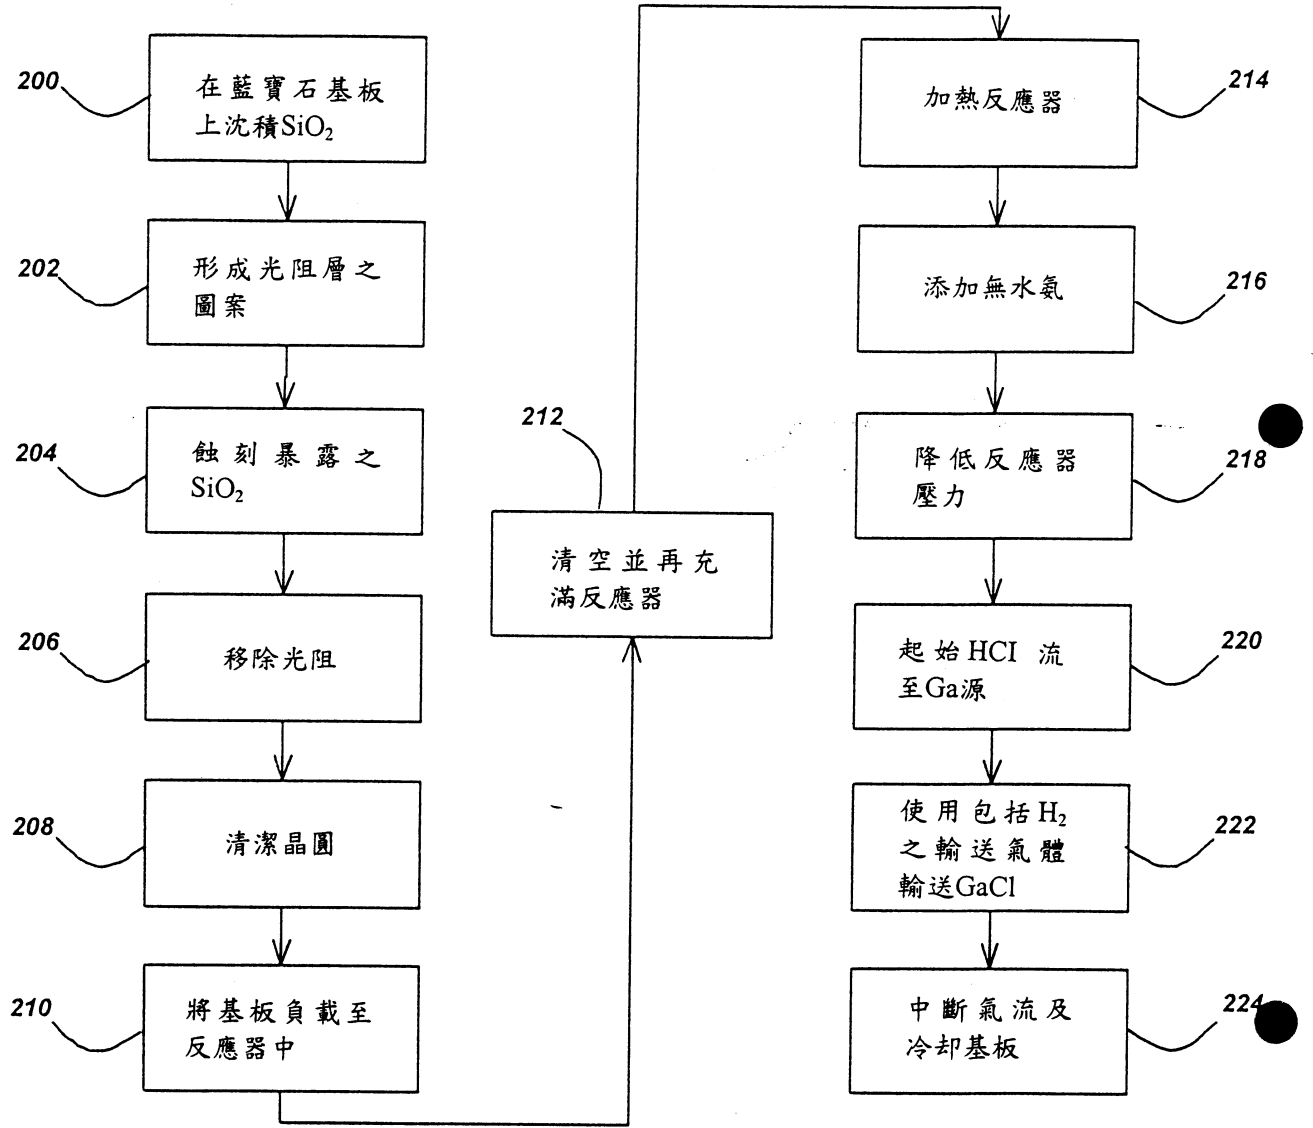 200
在藍寶石基板
上沈積SiO₂
202
形成光阻層之
圖案
204
蝕刻暴露之
SiO₂
206
移除光阻
208
清潔晶圓
210
將基板負載至
反應器中
212
清空並再充
滿反應器
214
加熱反應器
216
添加無水氨
218
降低反應器
壓力
220
起始HCI 流
至Ga源
222
使用包括H₂
之輸送氣體
輸送GaCl
224
中斷氣流及
冷却基板